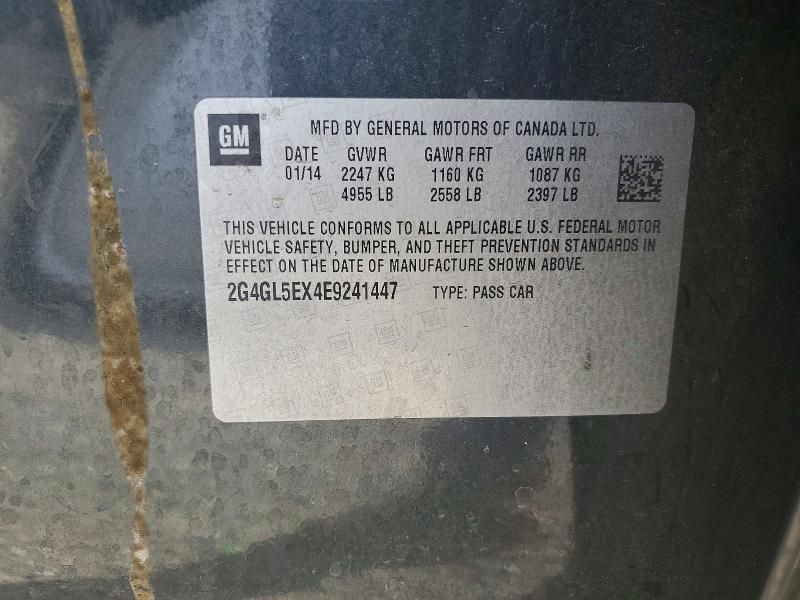 GM ®
MFD BY GENERAL MOTORS OF CANADA LTD.
DATE GVWR GAWR FRT GAWR RR
01/14 2247 KG 1160 KG 1087 KG
4955 LB 2558 LB 2397 LB
THIS VEHICLE CONFORMS TO ALL APPLICABLE U.S. FEDERAL MOTOR
VEHICLE SAFETY, BUMPER, AND THEFT PREVENTION STANDARDS IN
EFFECT ON THE DATE OF MANUFACTURE SHOWN ABOVE.
2G4GL5EX4E9241447 TYPE: PASS CAR